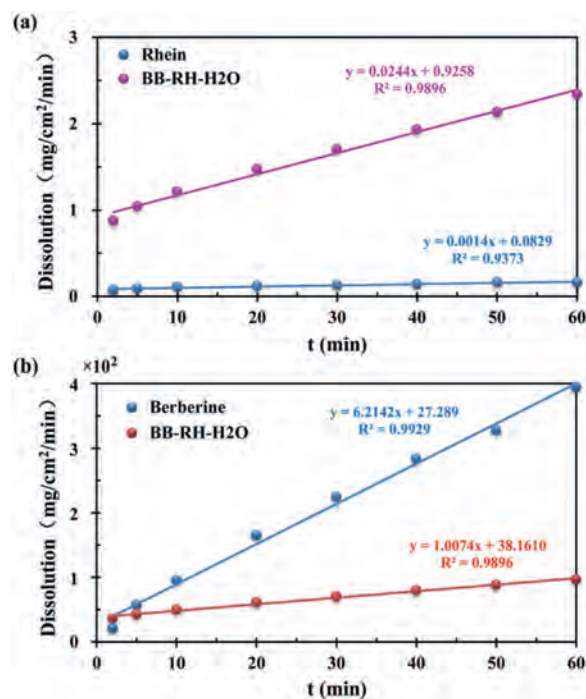 (a)
3
Rhein
BB-RH-H2O
y = 0.0244x + 0.9258
R² = 0.9896
2
Dissolution（mg/cm²/min）
1
y = 0.0014x + 0.0829
R² = 0.9373
0
0 10 20 30 40 50 60
t (min)
×10²
(b)
4
Berberine
BB-RH-H2O
y = 6.2142x + 27.289
R² = 0.9929
3
Dissolution（mg/cm²/min）
2
y = 1.0074x + 38.1610
R² = 0.9896
1
0
0 10 20 30 40 50 60
t (min)